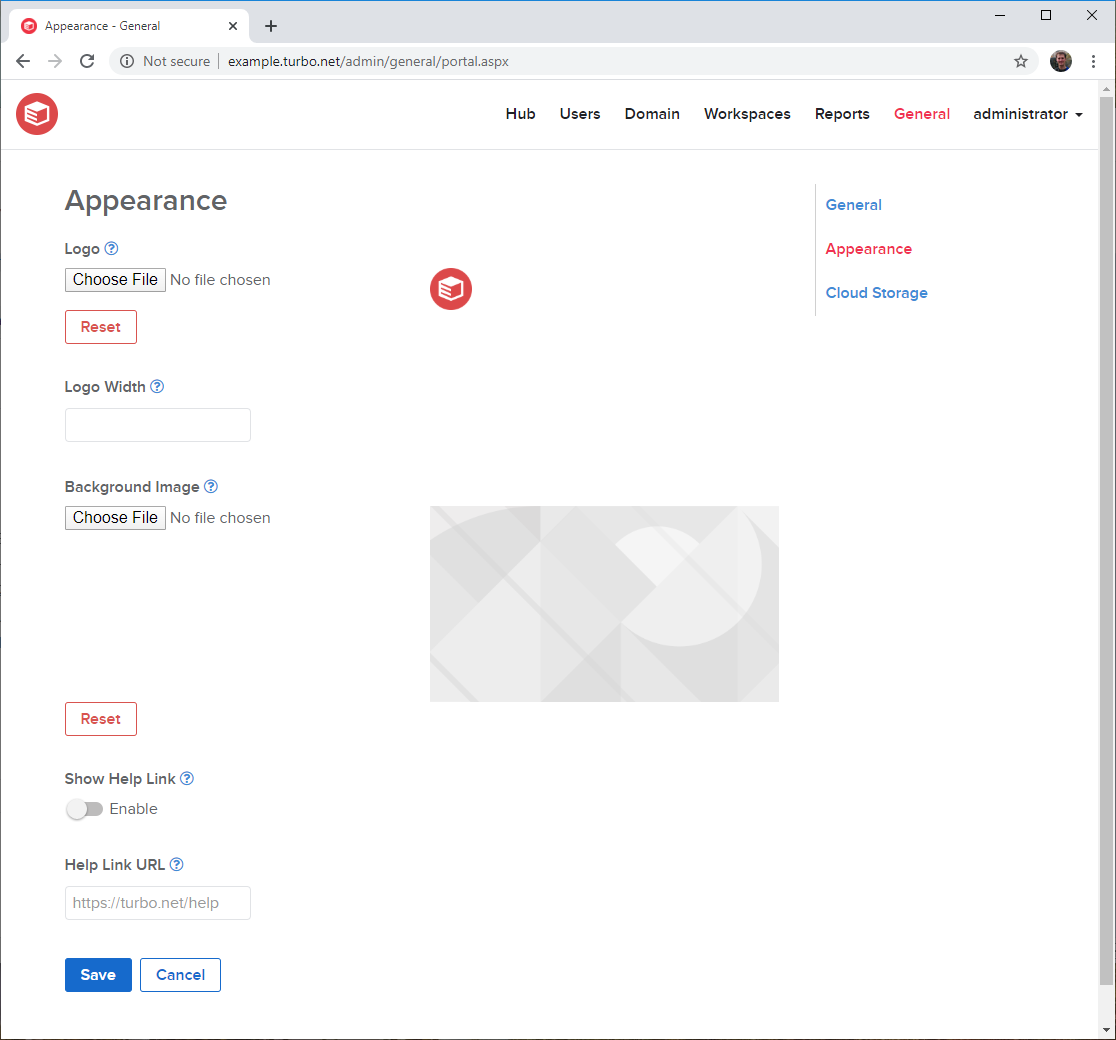 Appearance - General
Not secure example.turbo.net/admin/general/portal.aspx
Hub Users Domain Workspaces Reports General administrator
Appearance
General
Appearance
Cloud Storage
Logo ?
Choose File No file chosen
Reset
Logo Width ?
Background Image ?
Choose File No file chosen
Reset
Show Help Link ?
Enable
Help Link URL ?
https://turbo.net/help
Save Cancel